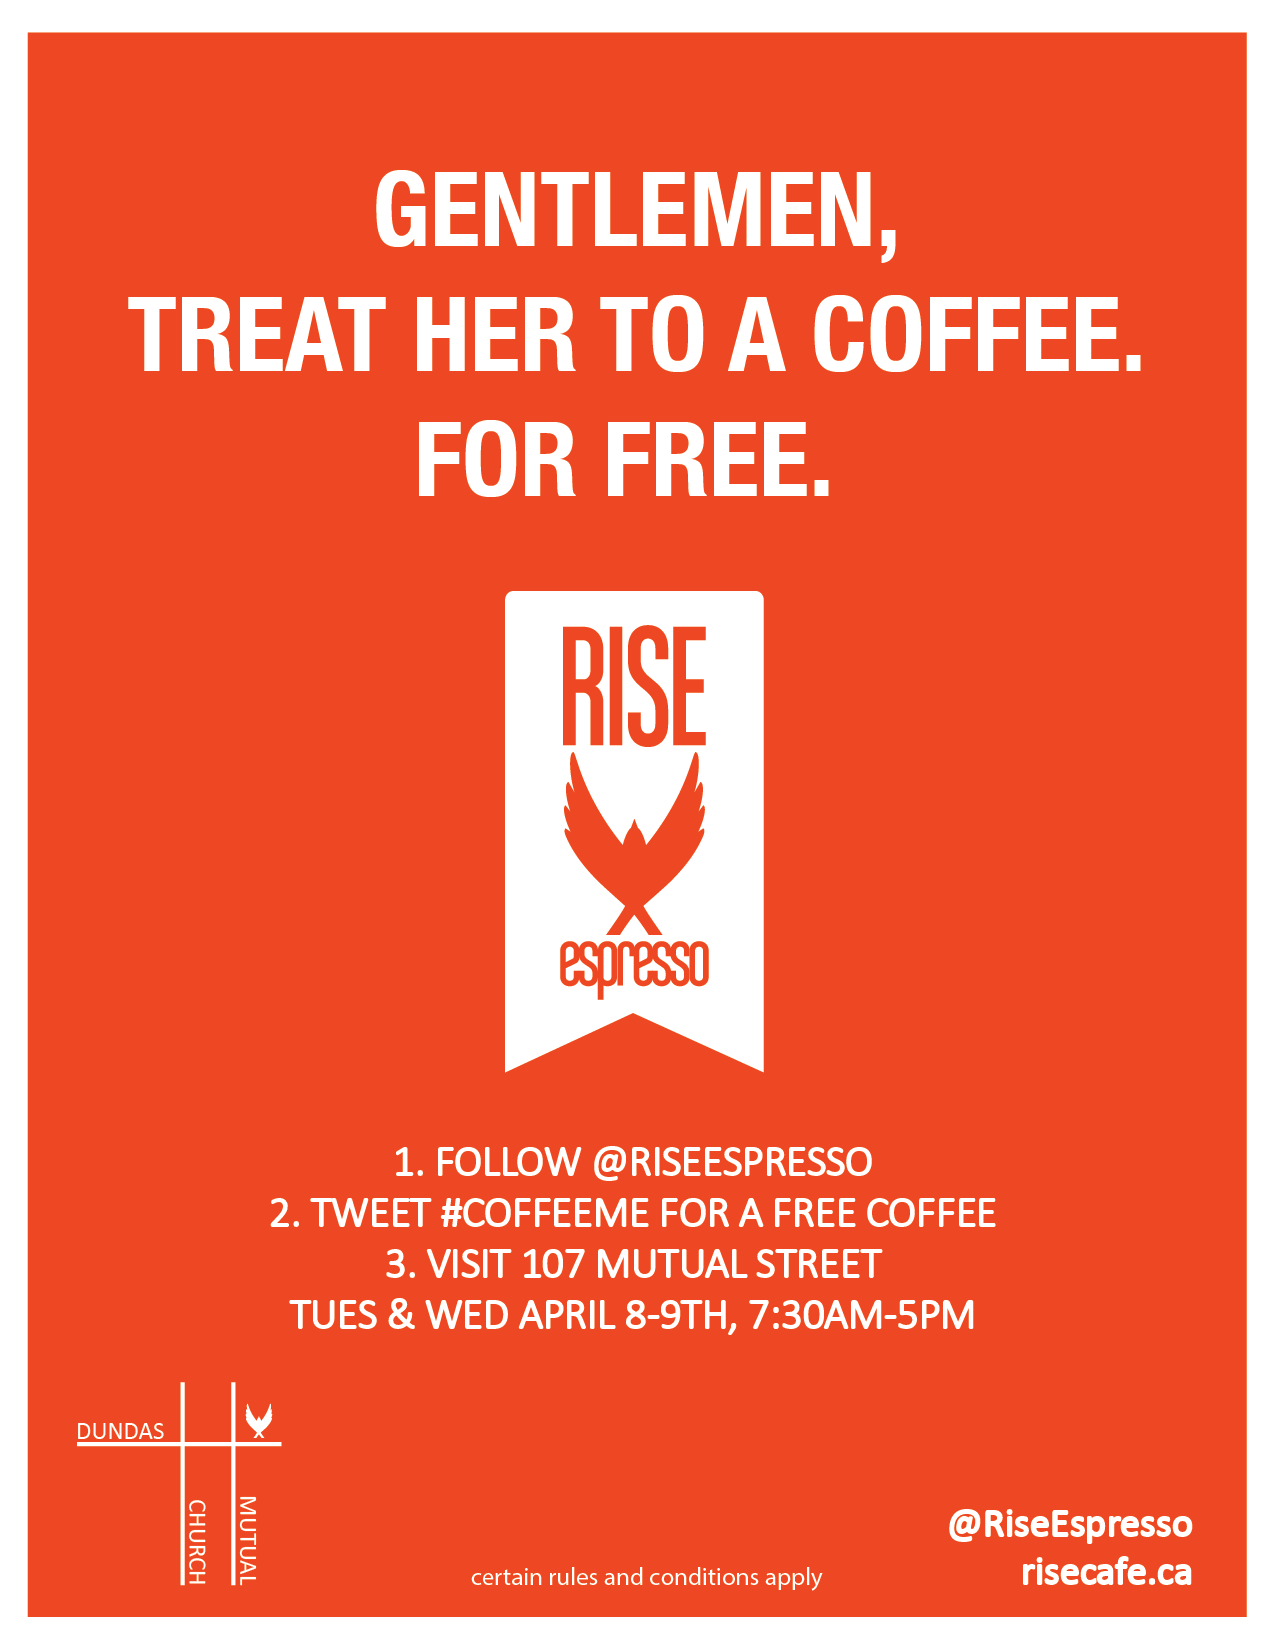 GENTLEMEN,
TREAT HER TO A COFFEE.
FOR FREE.
RISE
espresso
1. FOLLOW @RISEESPRESSO
2. TWEET #COFFEEME FOR A FREE COFFEE
3. VISIT 107 MUTUAL STREET
TUES & WED APRIL 8-9TH, 7:30AM-5PM
DUNDAS
CHURCH
MUTUAL
certain rules and conditions apply
@RiseEspresso
risecafe.ca